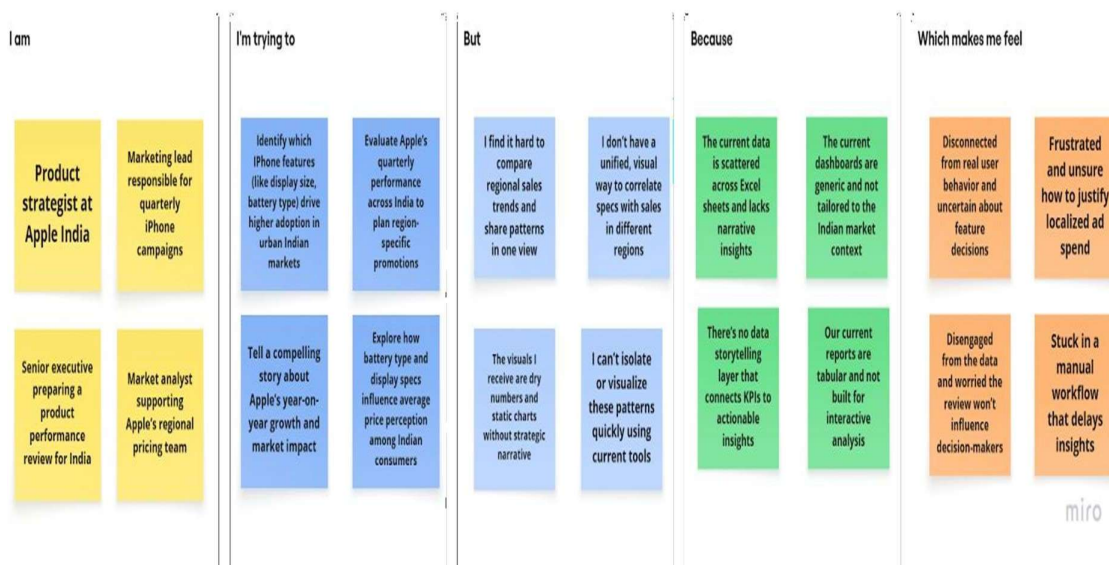 I am
Product
strategist at
Apple India
Marketing lead
responsible for
quarterly
iPhone
campaigns
Senior executive
preparing a
product
performance
review for India
Market analyst
supporting
Apple's regional
pricing team
I'm trying to
Identify which
IPhone features
(like display size,
battery type) drive
higher adoption in
urban Indian
markets
Evaluate Apple's
quarterly
performance
across India to
plan region-
specific
promotions
Tell a compelling
story about
Apple's year-on-
year growth and
market impact
Explore how
battery type and
display specs
influence average
price perception
among Indian
consumers
But
I find it hard to
compare
regional sales
trends and
share patterns
in one view
I don't have a
unified, visual
way to correlate
specs with sales
in different
regions
The visuals I
receive are dry
numbers and
static charts
without strategic
narrative
I can't isolate
or visualize
these patterns
quickly using
current tools
Because
The current data
is scattered
across Excel
sheets and lacks
narrative
insights
The current
dashboards are
generic and not
tailored to the
Indian market
context
There's no data
storytelling
layer that
connects KPIs to
actionable
insights
Our current
reports are
tabular and not
built for
interactive
analysis
Which makes me feel
Disconnected
from real user
behavior and
uncertain about
feature
decisions
Frustrated
and unsure
how to justify
localized ad
spend
Disengaged
from the data
and worried the
review won't
influence
decision-makers
Stuck in a
manual
workflow
that delays
insights
miro